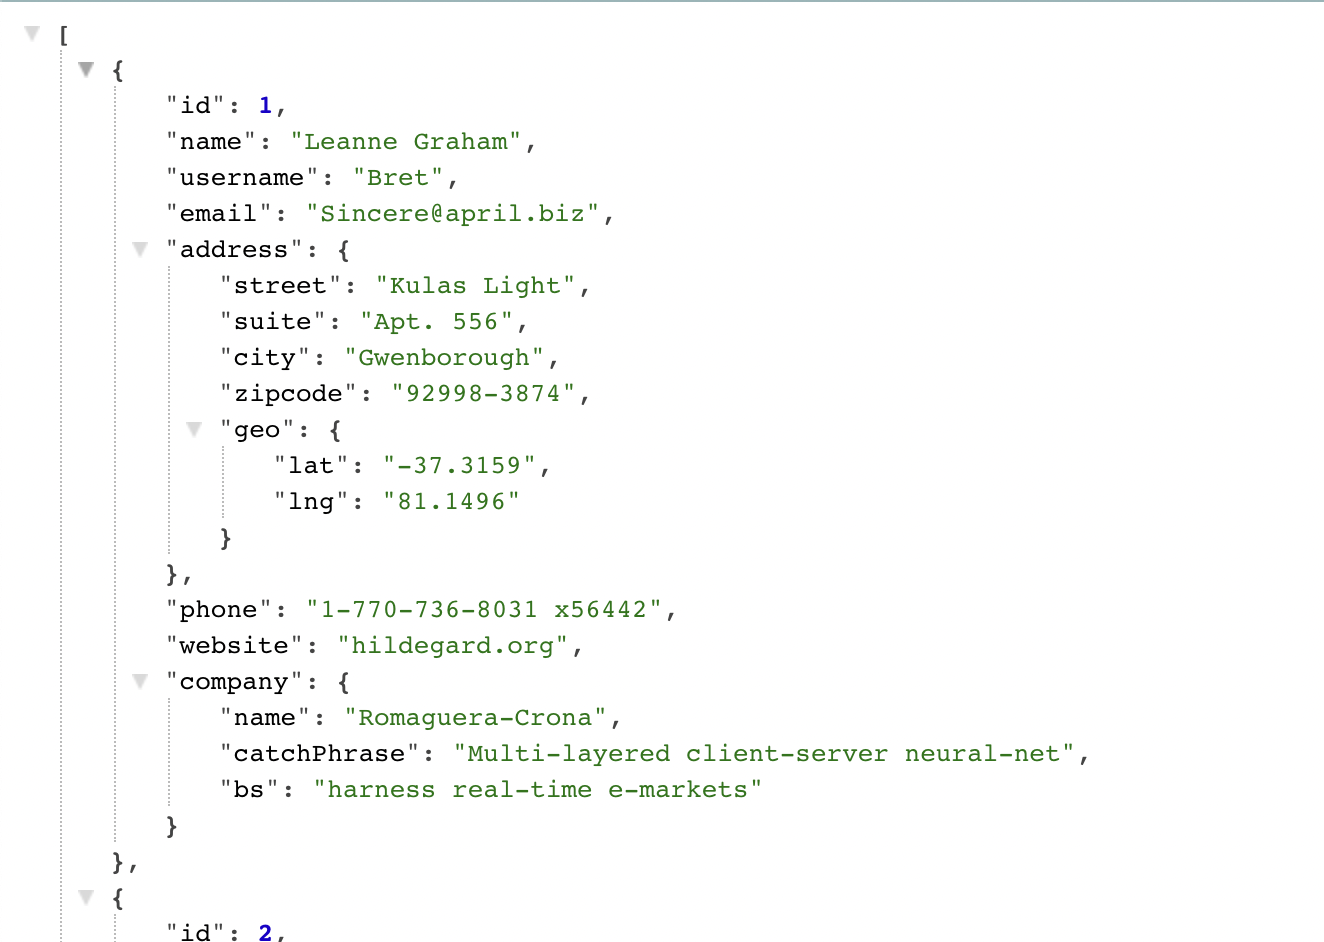 [
{
"id": 1,
"name": "Leanne Graham",
"username": "Bret",
"email": "Sincere@april.biz",
"address": {
"street": "Kulas Light",
"suite": "Apt. 556",
"city": "Gwenborough",
"zipcode": "92998-3874",
"geo": {
"lat": "-37.3159",
"lng": "81.1496"
}
},
"phone": "1-770-736-8031 x56442",
"website": "hildegard.org",
"company": {
"name": "Romaguera-Crona",
"catchPhrase": "Multi-layered client-server neural-net",
"bs": "harness real-time e-markets"
}
},
{
"id": 2,